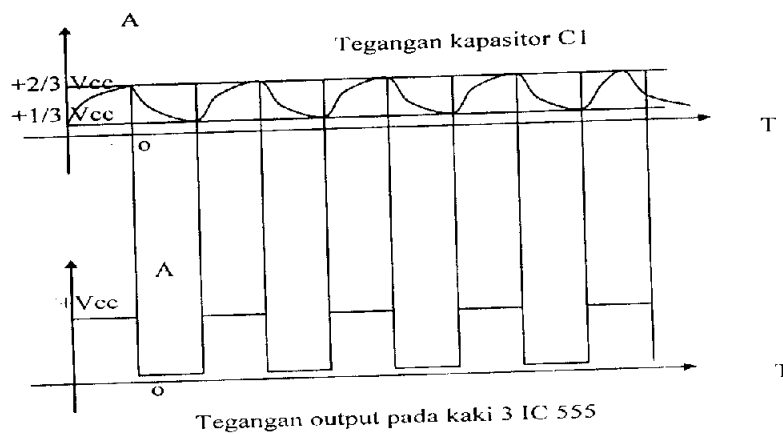 A
Tegangan kapasitor C1
+2/3 Vcc
+1/3 Vcc
o
T
A
+Vcc
o
T
Tegangan output pada kaki 3 IC 555